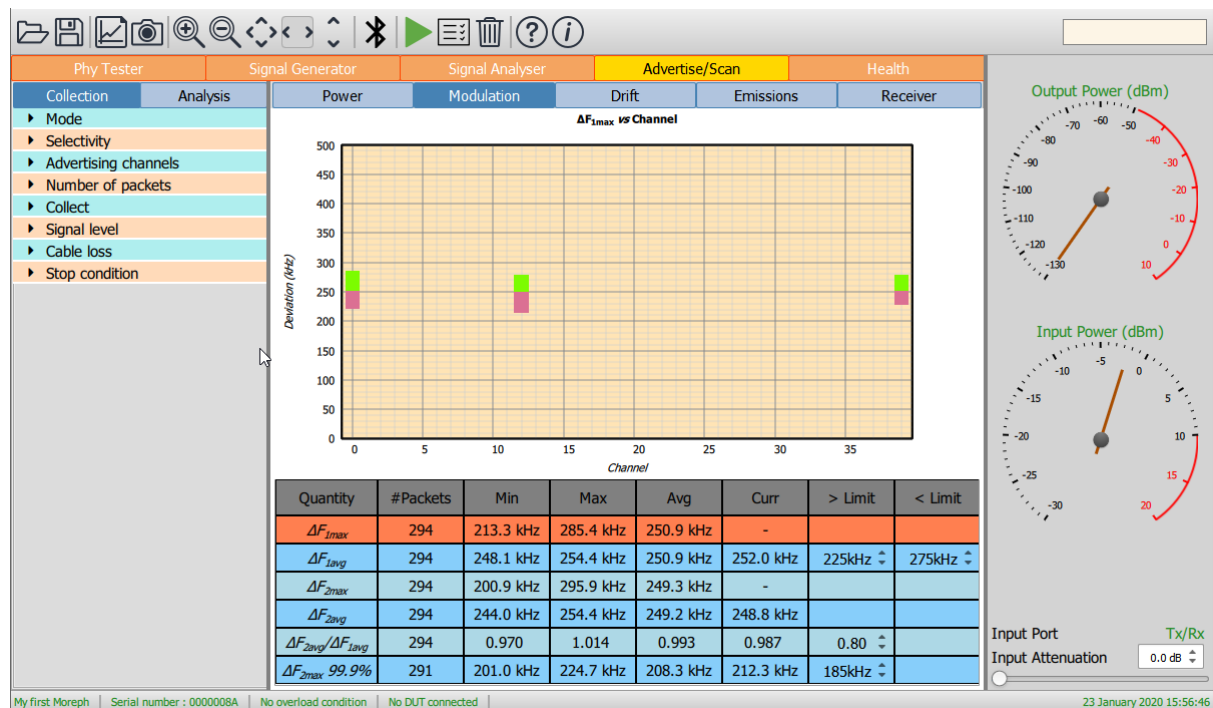 Phy Tester Signal Generator Signal Analyser Advertise/Scan Health
Collection Analysis Power Modulation Drift Emissions Receiver
Mode
Selectivity
Advertising channels
Number of packets
Collect
Signal level
Cable loss
Stop condition
ΔF1max vs Channel
Deviation (kHz)
500
450
400
350
300
250
200
150
100
50
0
0 5 10 15 20 25 30 35
Channel
Quantity #Packets Min Max Avg Curr > Limit < Limit
ΔF1max 294 213.3 kHz 285.4 kHz 250.9 kHz -
ΔF1avg 294 248.1 kHz 254.4 kHz 250.9 kHz 252.0 kHz 225kHz 275kHz
ΔF2max 294 200.9 kHz 295.9 kHz 249.3 kHz -
ΔF2avg 294 244.0 kHz 254.4 kHz 249.2 kHz 248.8 kHz
ΔF2avg/ΔF1avg 294 0.970 1.014 0.993 0.987 0.80
ΔF2max 99.9% 291 201.0 kHz 224.7 kHz 208.3 kHz 212.3 kHz 185kHz
Output Power (dBm)
-130 -120 -110 -100 -90 -80 -70 -60 -50 -40 -30 -20 -10 0 10
Input Power (dBm)
-30 -25 -20 -15 -10 -5 0 5 10 15 20
Input Port Tx/Rx
Input Attenuation 0.0 dB
My first Moreph Serial number : 0000008A No overload condition No DUT connected 23 January 2020 15:56:46